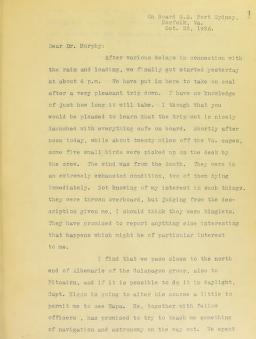 On Board S.S. Port Sydney,
Norfolk, Va.
Oct. 28, 1926.
Dear Dr. Murphy:
After various delays in connection with
the rain and loading, we finally got started yesterday
at about 4 p.m. We have put in here to take on coal
after a very pleasant trip down. I have no knowledge
of just how long it will take. I though that you
would be pleased to learn that the trip out is nicely
launched with everything safe on board. Shortly after
noon today, while about twenty miles off the Va. capes,
some five small birds were picked up on the deck by
the crew. The wind was from the South. They were in
an extremely exhausted condition, two of them dying
immediately. Not knowing of my interest in such things,
they were thrown overboard, but judging from the des-
cription given me, I should think they were Kinglets.
They have promised to report anything else interesting
that happens which might be of particular interest
to me.
I find that we pass close to the north
end of Albemarle of the Galapagos group, also to
Pitcairn, and if it is possible to do it in daylight,
Capt. is going to alter his course a little to
permit me to see Rapa. He, together with fellow
officers, has promised to try to teach me something
of navigation and astronomy on the way out. We spent